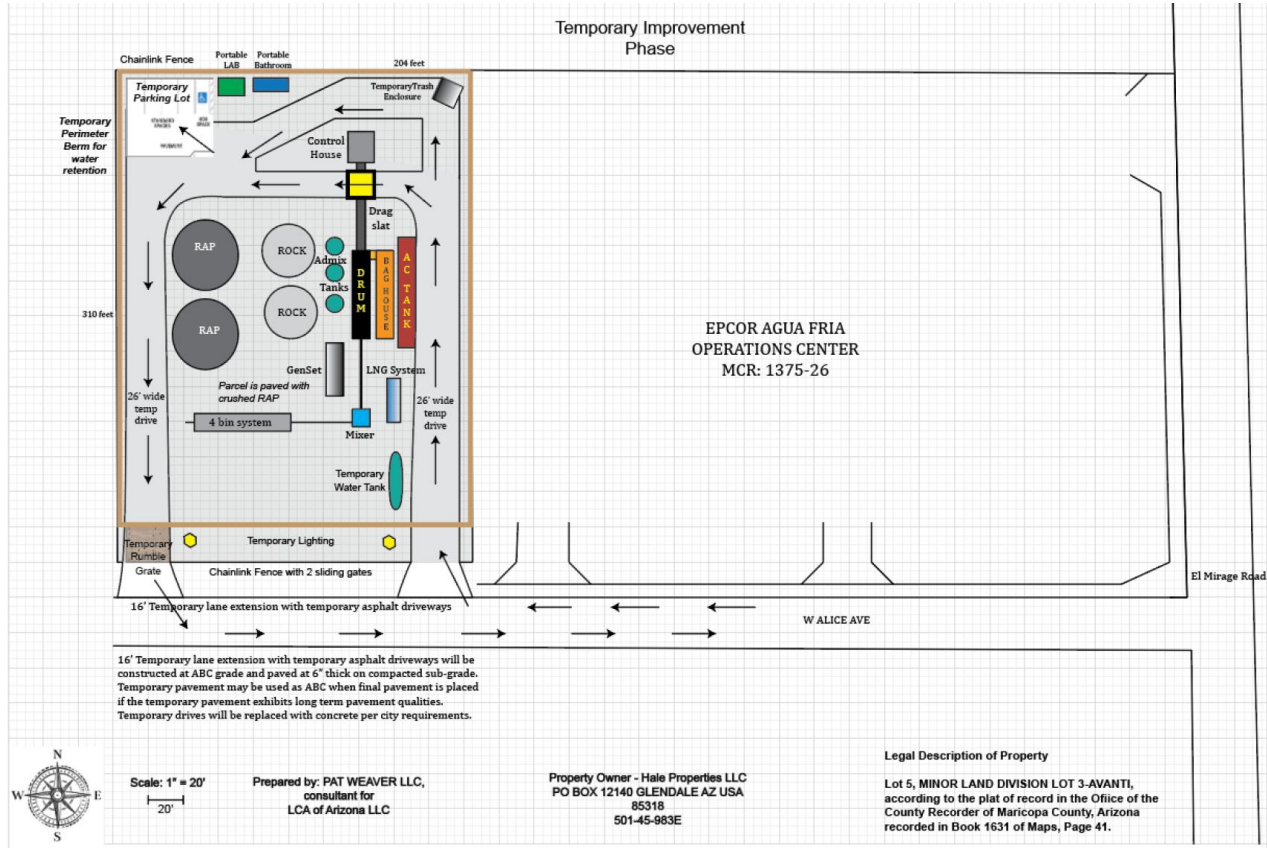 Temporary Improvement
Phase
Chainlink Fence
Portable
LAB
Portable
Bathroom
204 feet
Temporary
Parking Lot
TemporaryTrash
Enclosure
Temporary
Perimeter
Berm for
water
retention
Control
House
Drag
slat
RAP
ROCK
Admix
Tanks
DRUM
BAG HOUSE
AC TANK
310 feet
RAP
ROCK
EPCOR AGUA FRIA
OPERATIONS CENTER
MCR: 1375-26
GenSet
LNG System
Parcel is paved with
crushed RAP
26' wide
temp
drive
26' wide
temp
drive
4 bin system
Mixer
Temporary
Water Tank
Temporary
Rumble
Grate
Temporary Lighting
Chainlink Fence with 2 sliding gates
El Mirage Road
16' Temporary lane extension with temporary asphalt driveways
W ALICE AVE
16' Temporary lane extension with temporary asphalt driveways will be
constructed at ABC grade and paved at 6" thick on compacted sub-grade.
Temporary pavement may be used as ABC when final pavement is placed
if the temporary pavement exhibits long term pavement qualities.
Temporary drives will be replaced with concrete per city requirements.
N
W
E
S
Scale: 1" = 20'
20'
Prepared by: PAT WEAVER LLC,
consultant for
LCA of Arizona LLC
Property Owner - Hale Properties LLC
PO BOX 12140 GLENDALE AZ USA
85318
501-45-983E
Legal Description of Property
Lot 5, MINOR LAND DIVISION LOT 3-AVANTI,
according to the plat of record in the Ofiice of the
County Recorder of Maricopa County, Arizona
recorded in Book 1631 of Maps, Page 41.